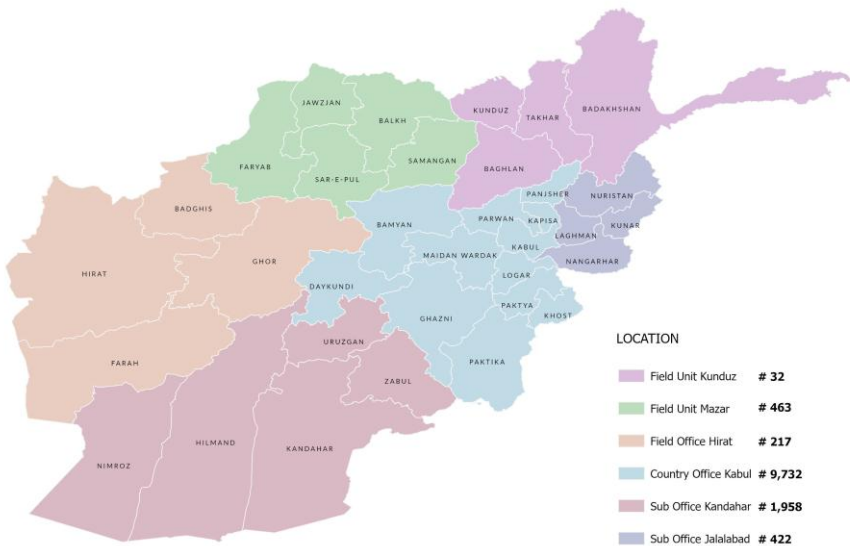 BADAKHSHAN
KUNDUZ
TAKHAR
JAWZJAN
BALKH
SAMANGAN
BAGHLAN
FARYAB
SAR-E-PUL
PANJSHER
NURISTAN
BADGHIS
BAMYAN
PARWAN
KAPISA
KUNAR
LAGHMAN
KABUL
MAIDAN WARDAK
NANGARHAR
HIRAT
GHOR
LOGAR
DAYKUNDI
PAKTYA
KHOST
GHAZNI
URUZGAN
FARAH
PAKTIKA
ZABUL
HILMAND
KANDAHAR
NIMROZ
LOCATION
Field Unit Kunduz # 32
Field Unit Mazar # 463
Field Office Hirat # 217
Country Office Kabul # 9,732
Sub Office Kandahar # 1,958
Sub Office Jalalabad # 422